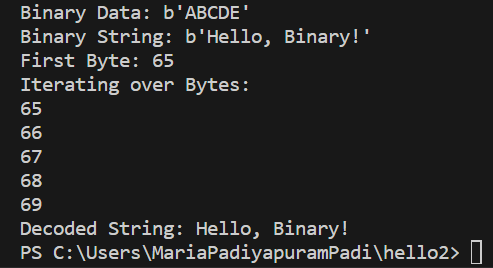 Binary Data: b'ABCDE'
Binary String: b'Hello, Binary!'
First Byte: 65
Iterating over Bytes:
65
66
67
68
69
Decoded String: Hello, Binary!
PS C:\Users\MariaPadiyapuramPadi\hello2>